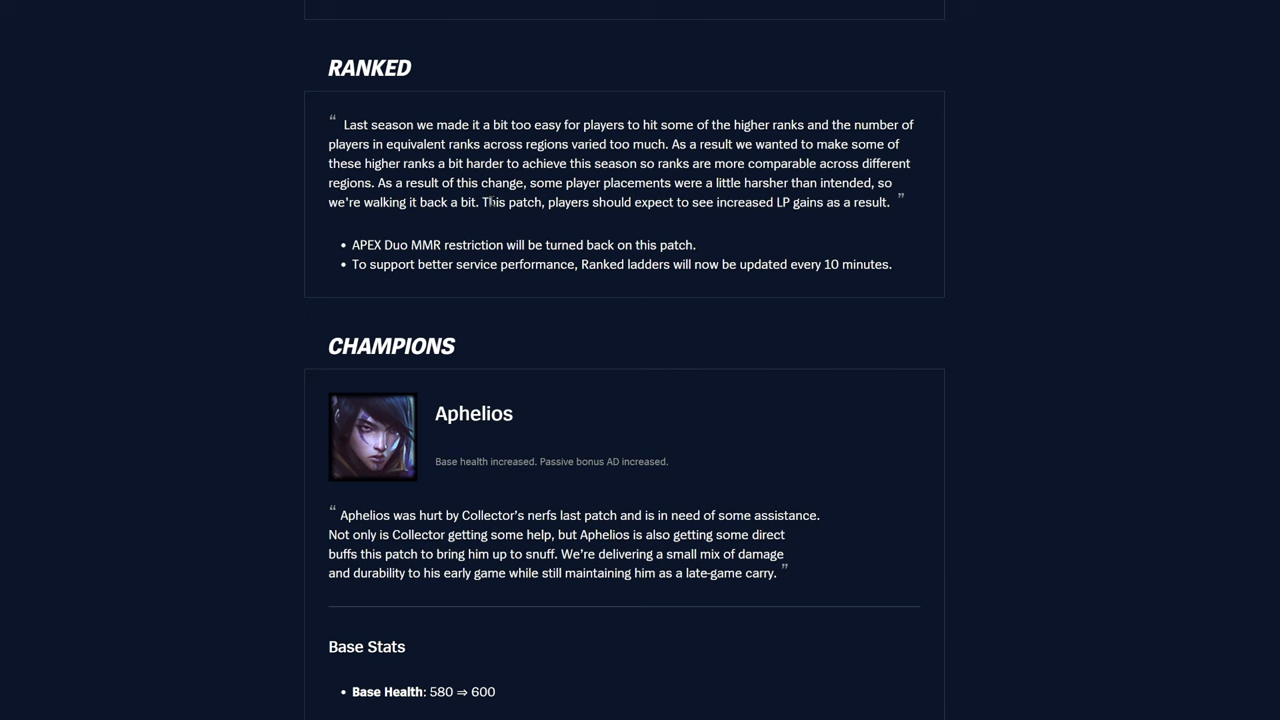 RANKED
“ Last season we made it a bit too easy for players to hit some of the higher ranks and the number of
players in equivalent ranks across regions varied too much. As a result we wanted to make some of
these higher ranks a bit harder to achieve this season so ranks are more comparable across different
regions. As a result of this change, some player placements were a little harsher than intended, so
we're walking it back a bit. This patch, players should expect to see increased LP gains as a result. ”
• APEX Duo MMR restriction will be turned back on this patch.
• To support better service performance, Ranked ladders will now be updated every 10 minutes.
CHAMPIONS
Aphelios
Base health increased. Passive bonus AD increased.
“ Aphelios was hurt by Collector’s nerfs last patch and is in need of some assistance.
Not only is Collector getting some help, but Aphelios is also getting some direct
buffs this patch to bring him up to snuff. We’re delivering a small mix of damage
and durability to his early game while still maintaining him as a late-game carry. ”
Base Stats
• Base Health: 580 ⇒ 600